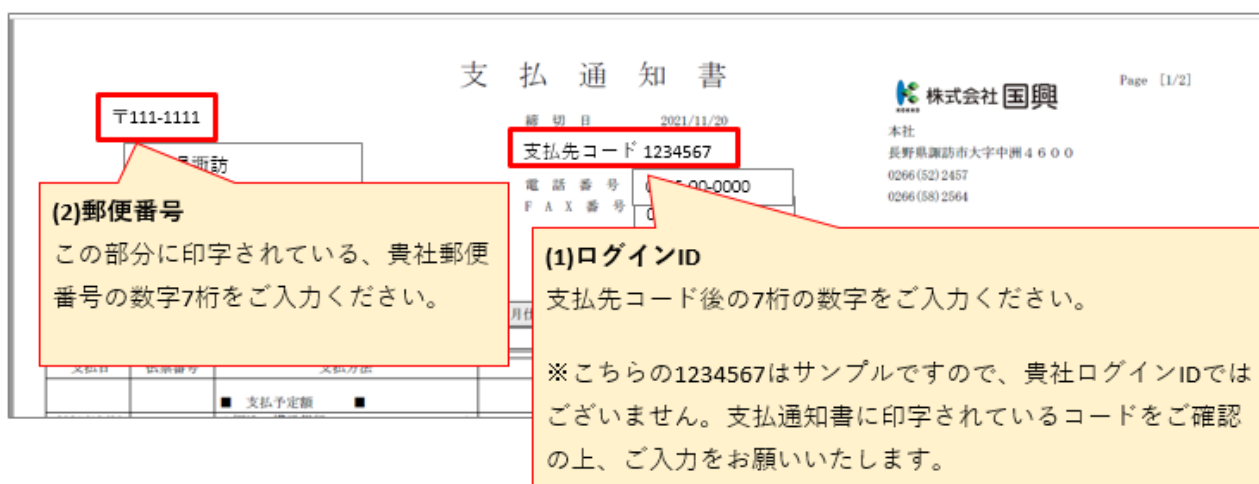 支 払 通 知 書
Page [1/2]
株式会社 国興
〒111-1111
締 切 日 2021/11/20
本社
支払先コード 1234567
長野県諏訪市大字中洲4600
諏訪
0266(52)2457
電 話 番 号 00-0000
0266(58)2564
F A X 番 号
(2)郵便番号
この部分に印字されている、貴社郵便
番号の数字7桁をご入力ください。
(1)ログインID
支払先コード後の7桁の数字をご入力ください。
※こちらの1234567はサンプルですので、貴社ログインIDでは
ございません。支払通知書に印字されているコードをご確認
の上、ご入力をお願いいたします。
■ 支払予定額 ■